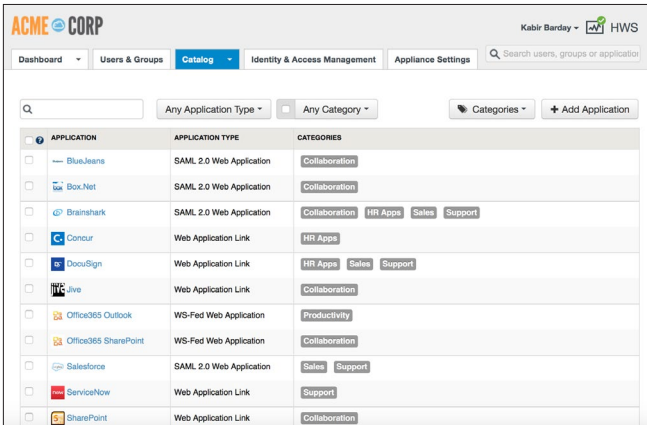 ACME CORP
Kabir Barday HWS
Dashboard Users & Groups Catalog Identity & Access Management Appliance Settings Search users, groups or application
Any Application Type Any Category Categories + Add Application
APPLICATION APPLICATION TYPE CATEGORIES
BlueJeans SAML 2.0 Web Application Collaboration
Box.Net SAML 2.0 Web Application Collaboration
Brainshark SAML 2.0 Web Application Collaboration HR Apps Sales Support
Concur Web Application Link HR Apps
DocuSign Web Application Link HR Apps Sales Support
Jive Web Application Link Collaboration
Office365 Outlook WS-Fed Web Application Productivity
Office365 SharePoint WS-Fed Web Application Collaboration
Salesforce SAML 2.0 Web Application Sales Support
ServiceNow Web Application Link Support
SharePoint Web Application Link Collaboration